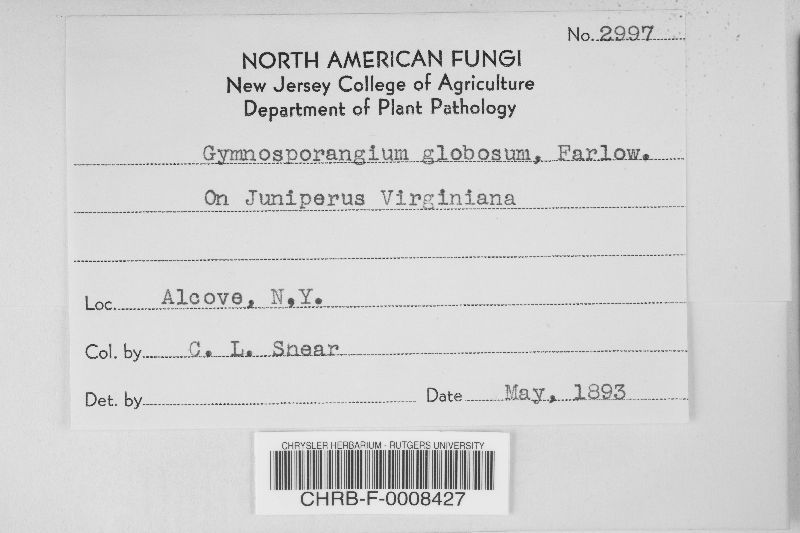 No. 2997
NORTH AMERICAN FUNGI
New Jersey College of Agriculture
Department of Plant Pathology
Gymnosporangium globosum, Farlow.
On Juniperus Virginiana
Loc. Alcove, N.Y.
Col. by C. L. Snear
Det. by Date May, 1893
CHRYSLER HERBARIUM - RUTGERS UNIVERSITY
CHRB-F-0008427